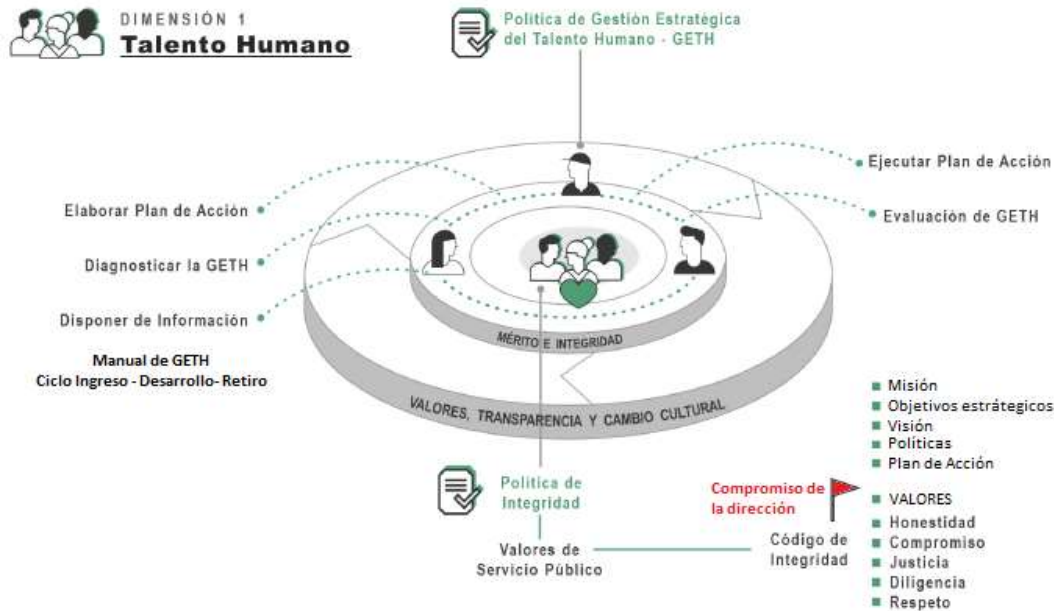 DIMENSIÓN 1
Talento Humano
Política de Gestión Estratégica
del Talento Humano - GETH
Ejecutar Plan de Acción
Elaborar Plan de Acción
Evaluación de GETH
Diagnosticar la GETH
Disponer de Información
Manual de GETH
Ciclo Ingreso - Desarrollo- Retiro
MÉRITO E INTEGRIDAD
VALORES, TRANSPARENCIA Y CAMBIO CULTURAL
Misión
Objetivos estrátegicos
Visión
Políticas
Plan de Acción
Política de
Integridad
Compromiso de
la dirección
VALORES
Valores de
Servicio Público
Código de
Integridad
Honestidad
Compromiso
Justicia
Diligencia
Respeto